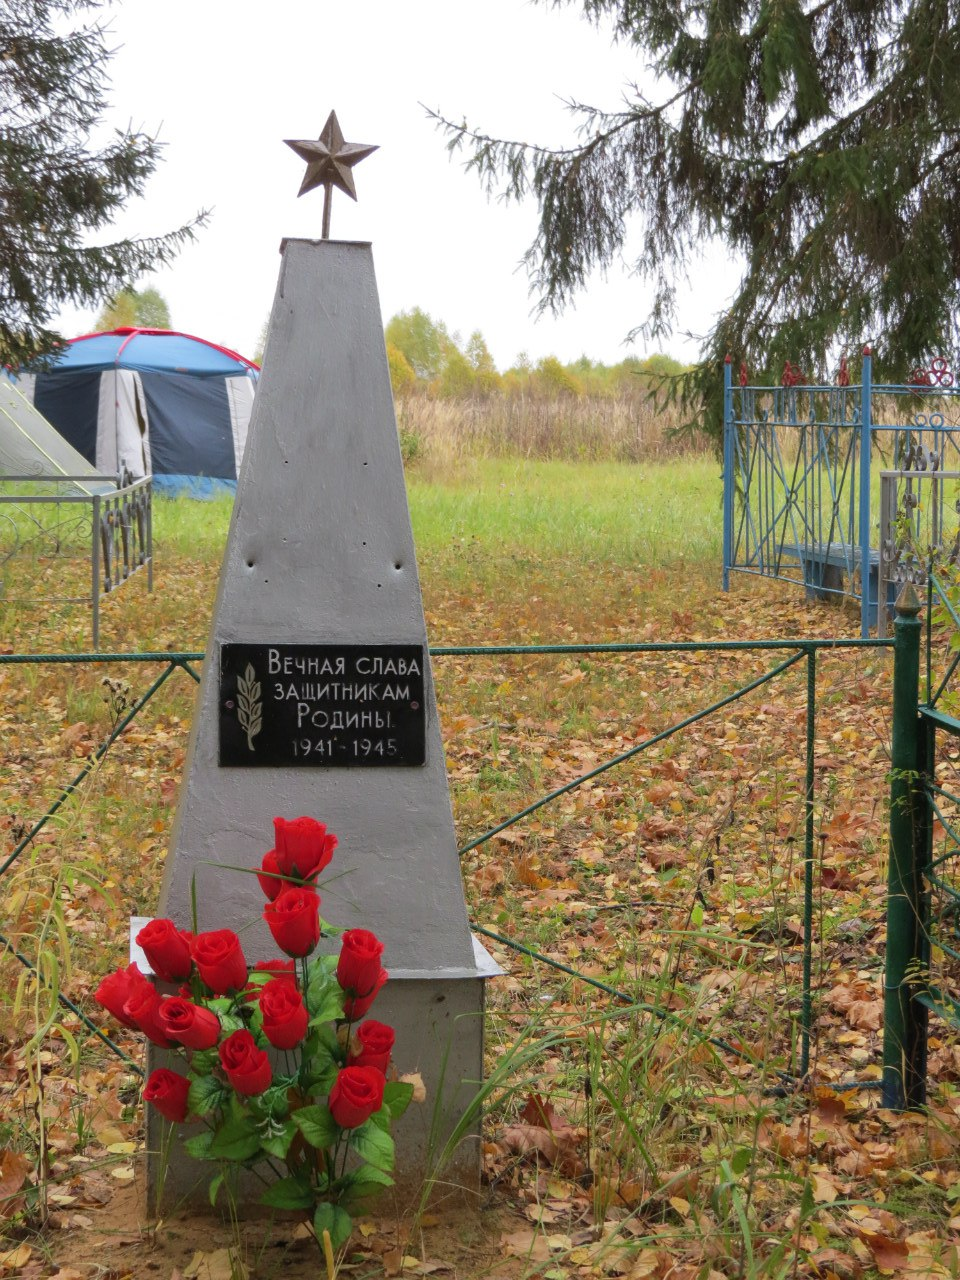 Вечная слава
защитникам
Родины
1941 - 1945